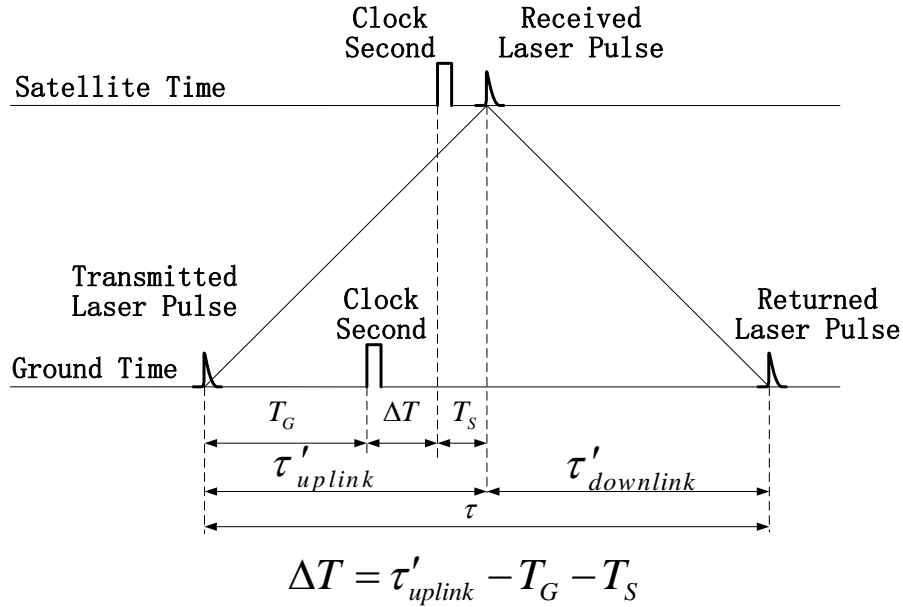 Clock
Second
Received
Laser Pulse
Satellite Time
Transmitted
Laser Pulse
Clock
Second
Returned
Laser Pulse
Ground Time
T_G ΔT T_S
τ′_uplink τ′_downlink
τ
ΔT = τ′_uplink − T_G − T_S